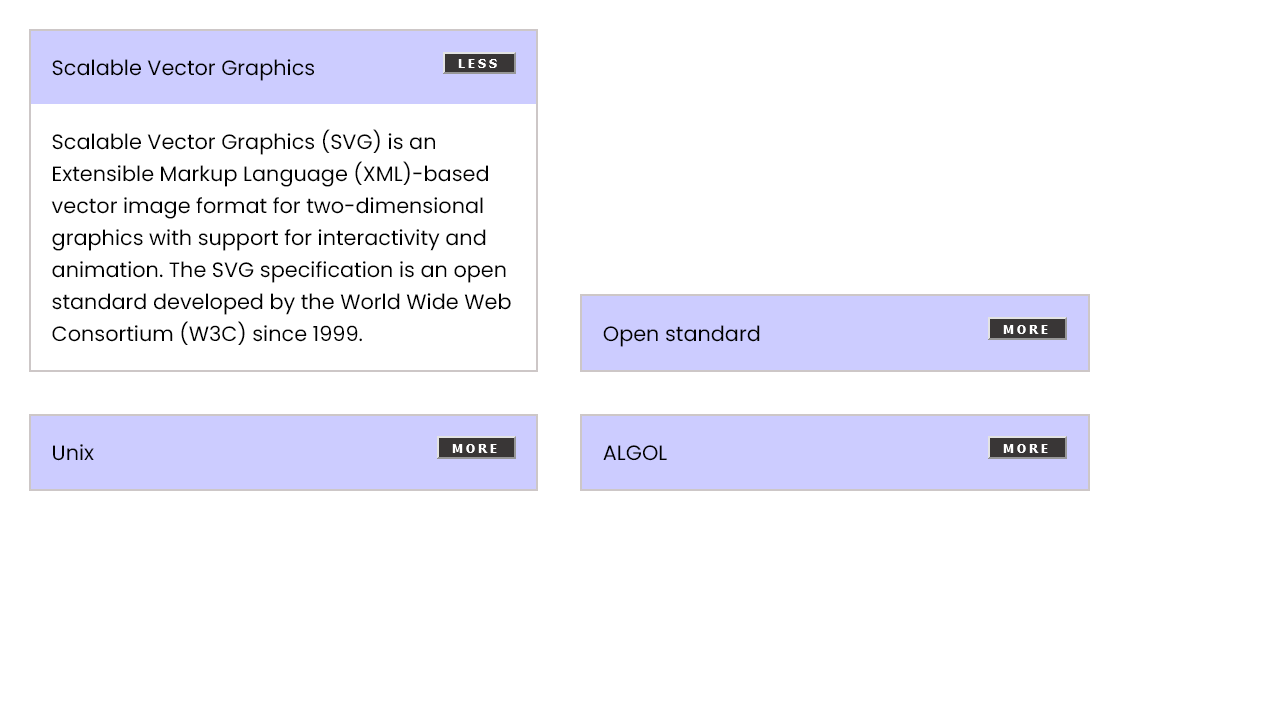 Scalable Vector Graphics
LESS
Scalable Vector Graphics (SVG) is an
Extensible Markup Language (XML)-based
vector image format for two-dimensional
graphics with support for interactivity and
animation. The SVG specification is an open
standard developed by the World Wide Web
Consortium (W3C) since 1999.
Open standard
MORE
Unix
MORE
ALGOL
MORE